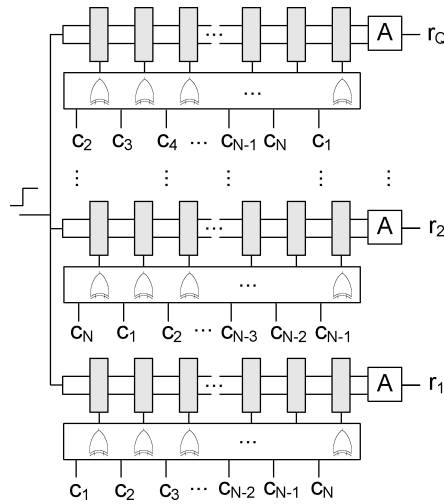 A r_Q
...
...
c_2 c_3 c_4 ... c_{N-1} c_N c_1
... ... ... ... ...
A r_2
...
...
c_N c_1 c_2 ... c_{N-3} c_{N-2} c_{N-1}
A r_1
...
...
c_1 c_2 c_3 ... c_{N-2} c_{N-1} c_N